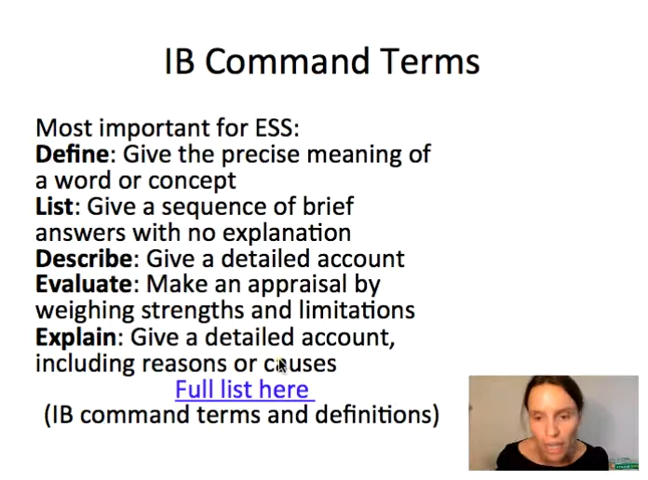 IB Command Terms
Most important for ESS:
Define: Give the precise meaning of
a word or concept
List: Give a sequence of brief
answers with no explanation
Describe: Give a detailed account
Evaluate: Make an appraisal by
weighing strengths and limitations
Explain: Give a detailed account,
including reasons or causes
Full list here
(IB command terms and definitions)